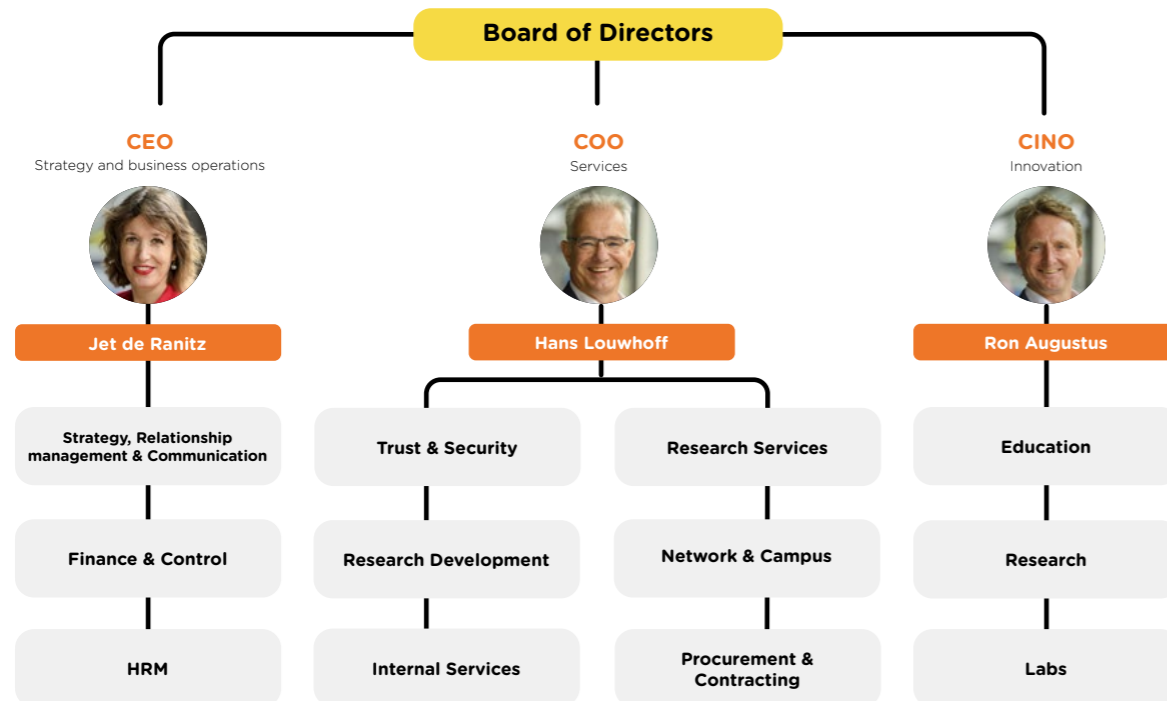 Board of Directors
CEO
Strategy and business operations
COO
Services
CINO
Innovation
Jet de Ranitz
Hans Louwhoff
Ron Augustus
Strategy, Relationship
management & Communication
Trust & Security
Research Services
Education
Finance & Control
Research Development
Network & Campus
Research
HRM
Internal Services
Procurement &
Contracting
Labs